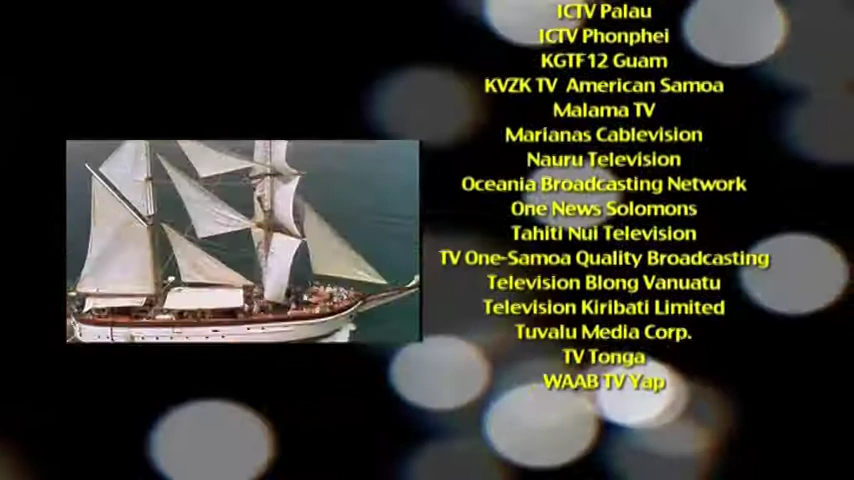 ICTV Palau
ICTV Phonphei
KGTF12 Guam
KVZK TV American Samoa
Malama TV
Marianas Cablevision
Nauru Television
Oceania Broadcasting Network
One News Solomons
Tahiti Nui Television
TV One-Samoa Quality Broadcasting
Television Blong Vanuatu
Television Kiribati Limited
Tuvalu Media Corp.
TV Tonga
WAAB TV Yap